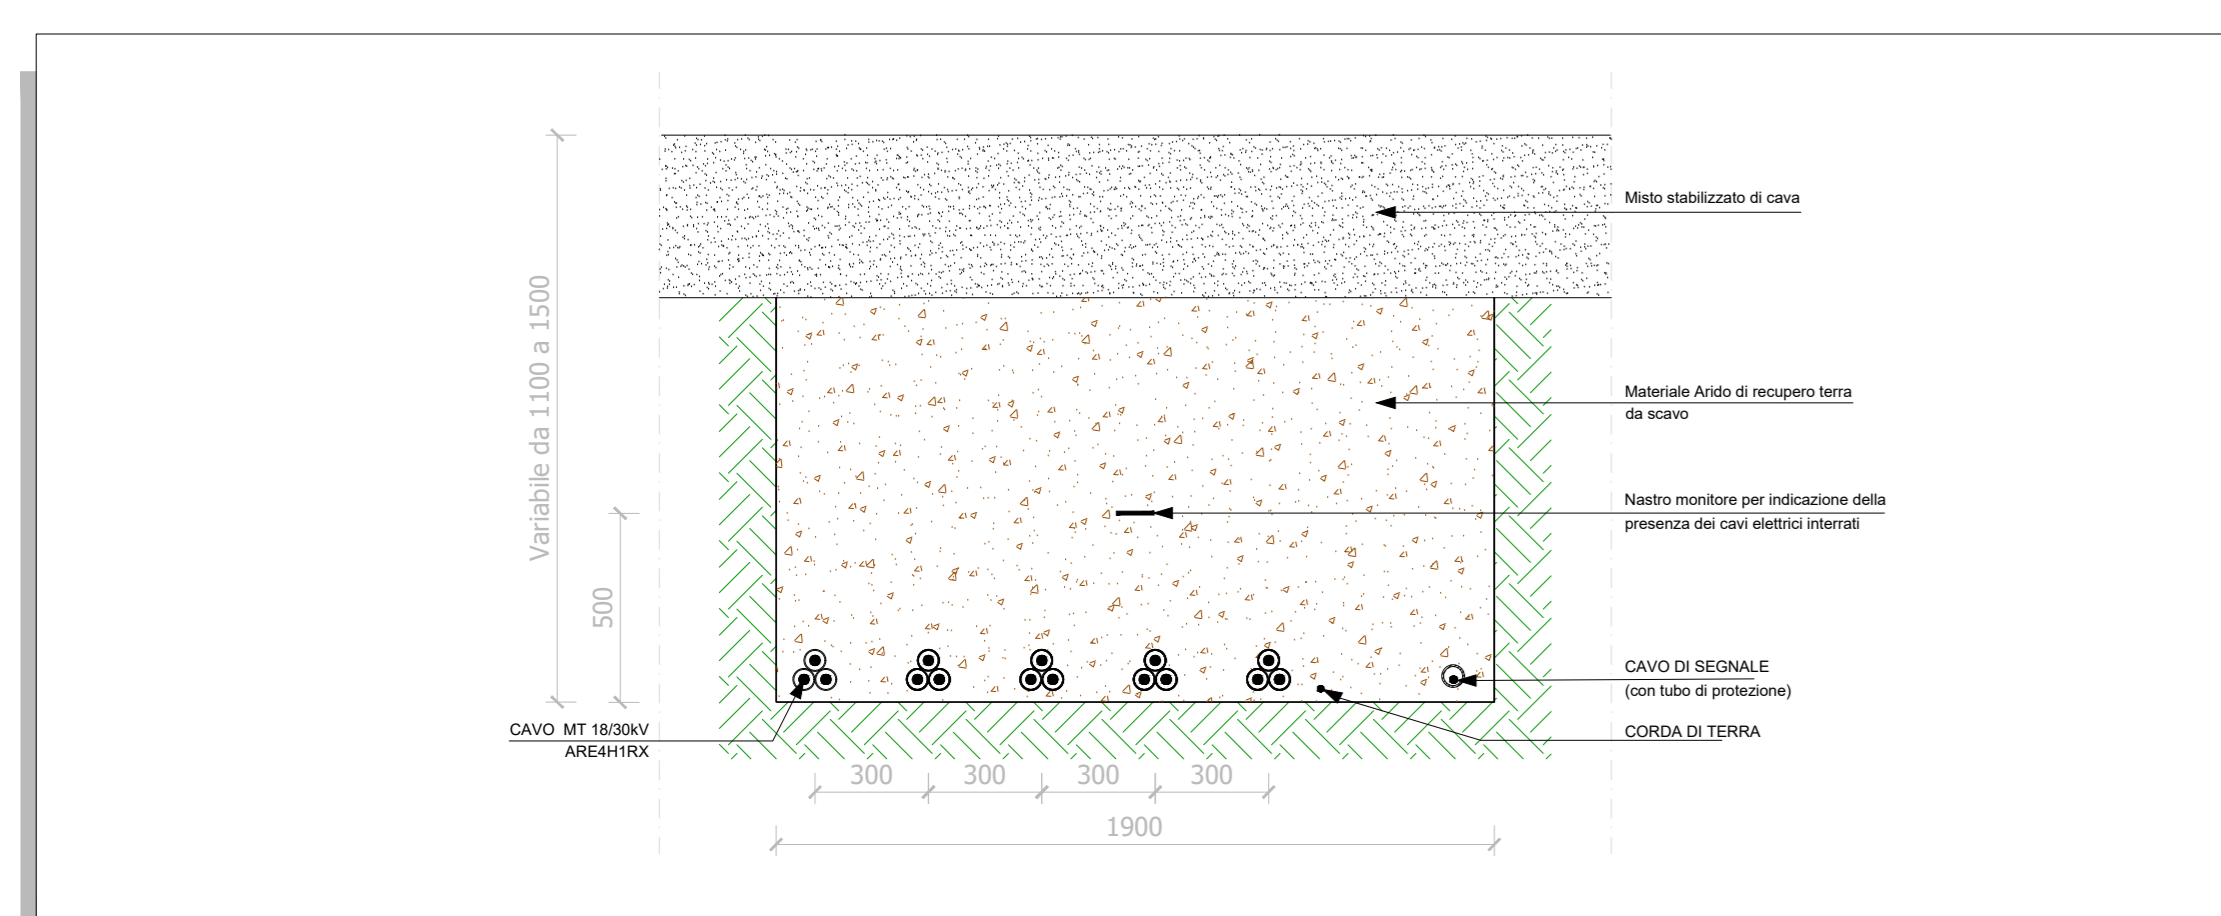 Misto stabilizzato di cava
Variabile da 1100 a 1500
Materiale Arido di recupero terra
da scavo
Nastro monitore per indicazione della
presenza dei cavi elettrici interrati
500
CAVO DI SEGNALE
(con tubo di protezione)
CAVO MT 18/30kV
ARE4H1RX
CORDA DI TERRA
300 300 300 300
1900